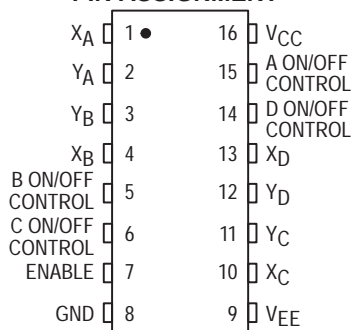 PIN ASSIGNMENT
XA 1 16 VCC
YA 2 15 A ON/OFF CONTROL
YB 3 14 D ON/OFF CONTROL
XB 4 13 XD
B ON/OFF CONTROL 5 12 YD
C ON/OFF CONTROL 6 11 YC
ENABLE 7 10 XC
GND 8 9 VEE